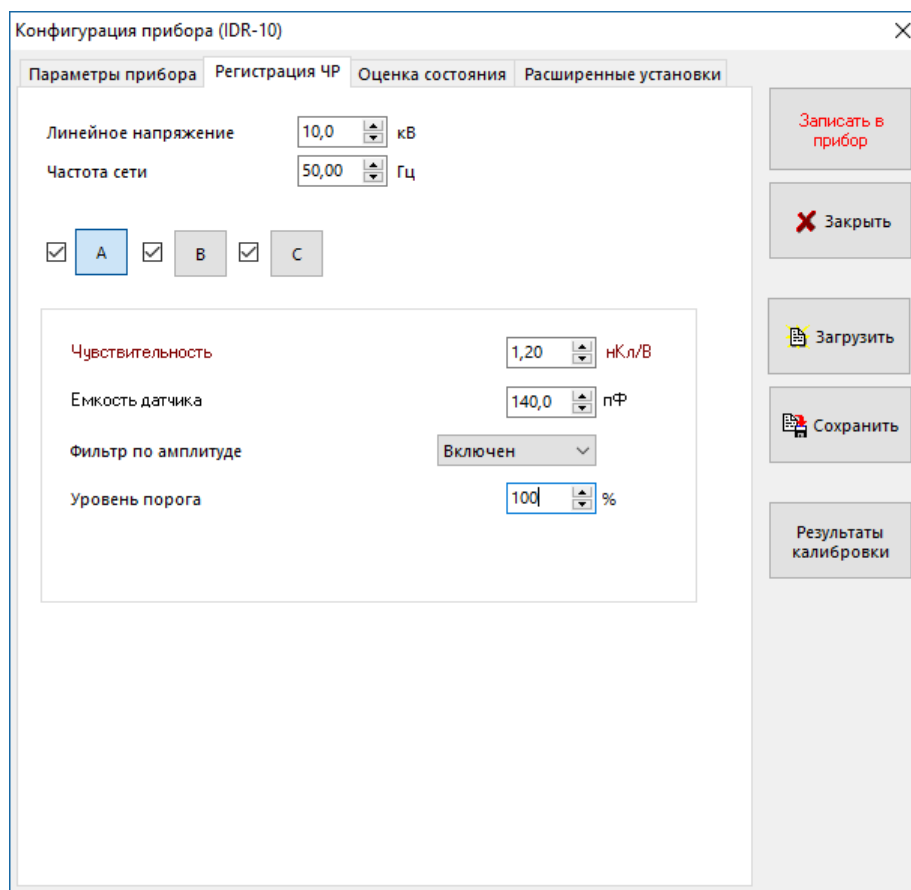 Конфигурация прибора (IDR-10)
Параметры прибора Регистрация ЧР Оценка состояния Расширенные установки
Линейное напряжение 10,0 кВ
Частота сети 50,00 Гц
A B C
Чувствительность 1,20 нКл/В
Емкость датчика 140,0 пФ
Фильтр по амплитуде Включен
Уровень порога 100 %
Записать в
прибор
Закрыть
Загрузить
Сохранить
Результаты
калибровки